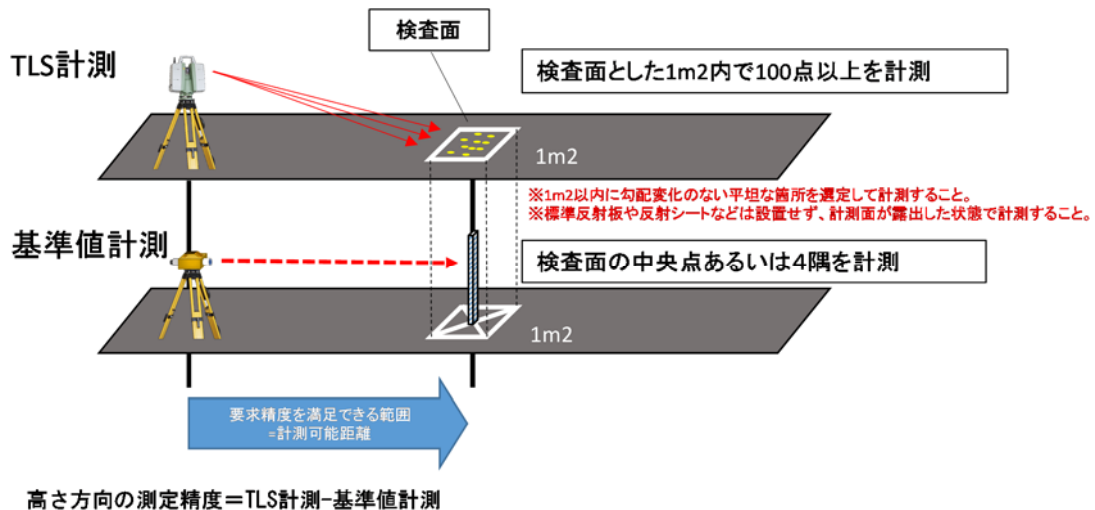 検査面
TLS計測
検査面とした1m2内で100点以上を計測
1m2
※1m2以内に勾配変化のない平坦な箇所を選定して計測すること。
※標準反射板や反射シートなどは設置せず、計測面が露出した状態で計測すること。
基準値計測
検査面の中央点あるいは4隅を計測
1m2
要求精度を満足できる範囲
=計測可能距離
高さ方向の測定精度＝TLS計測-基準値計測